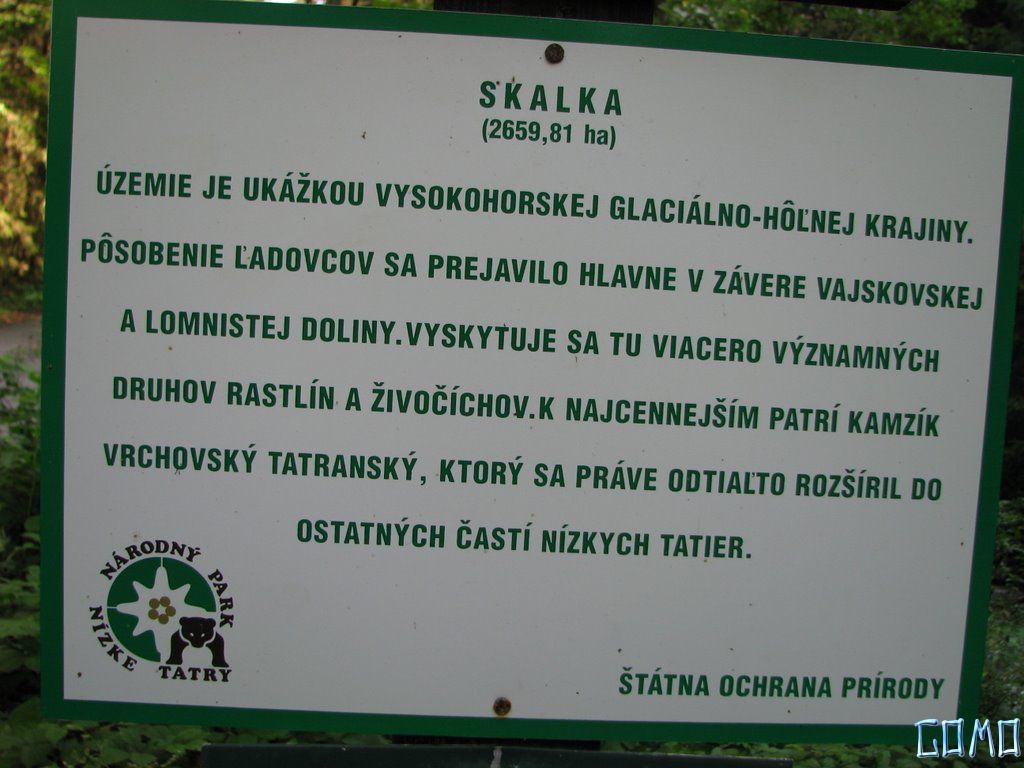 SKALKA
(2659,81 ha)
ÚZEMIE JE UKÁŽKOU VYSOKOHORSKEJ GLACIÁLNO-HÔĽNEJ KRAJINY.
PÔSOBENIE ĽADOVCOV SA PREJAVILO HLAVNE V ZÁVERE VAJSKOVSKEJ
A LOMNISTEJ DOLINY.VYSKYTUJE SA TU VIACERO VÝZNAMNÝCH
DRUHOV RASTLÍN A ŽIVOČÍCHOV.K NAJCENNEJŠÍM PATRÍ KAMZÍK
VRCHOVSKÝ TATRANSKÝ, KTORÝ SA PRÁVE ODTIAĽTO ROZŠÍRIL DO
OSTATNÝCH ČASTÍ NÍZKYCH TATIER.
NÁRODNÝ PARK
NÍZKE TATRY
ŠTÁTNA OCHRANA PRÍRODY
GOMO